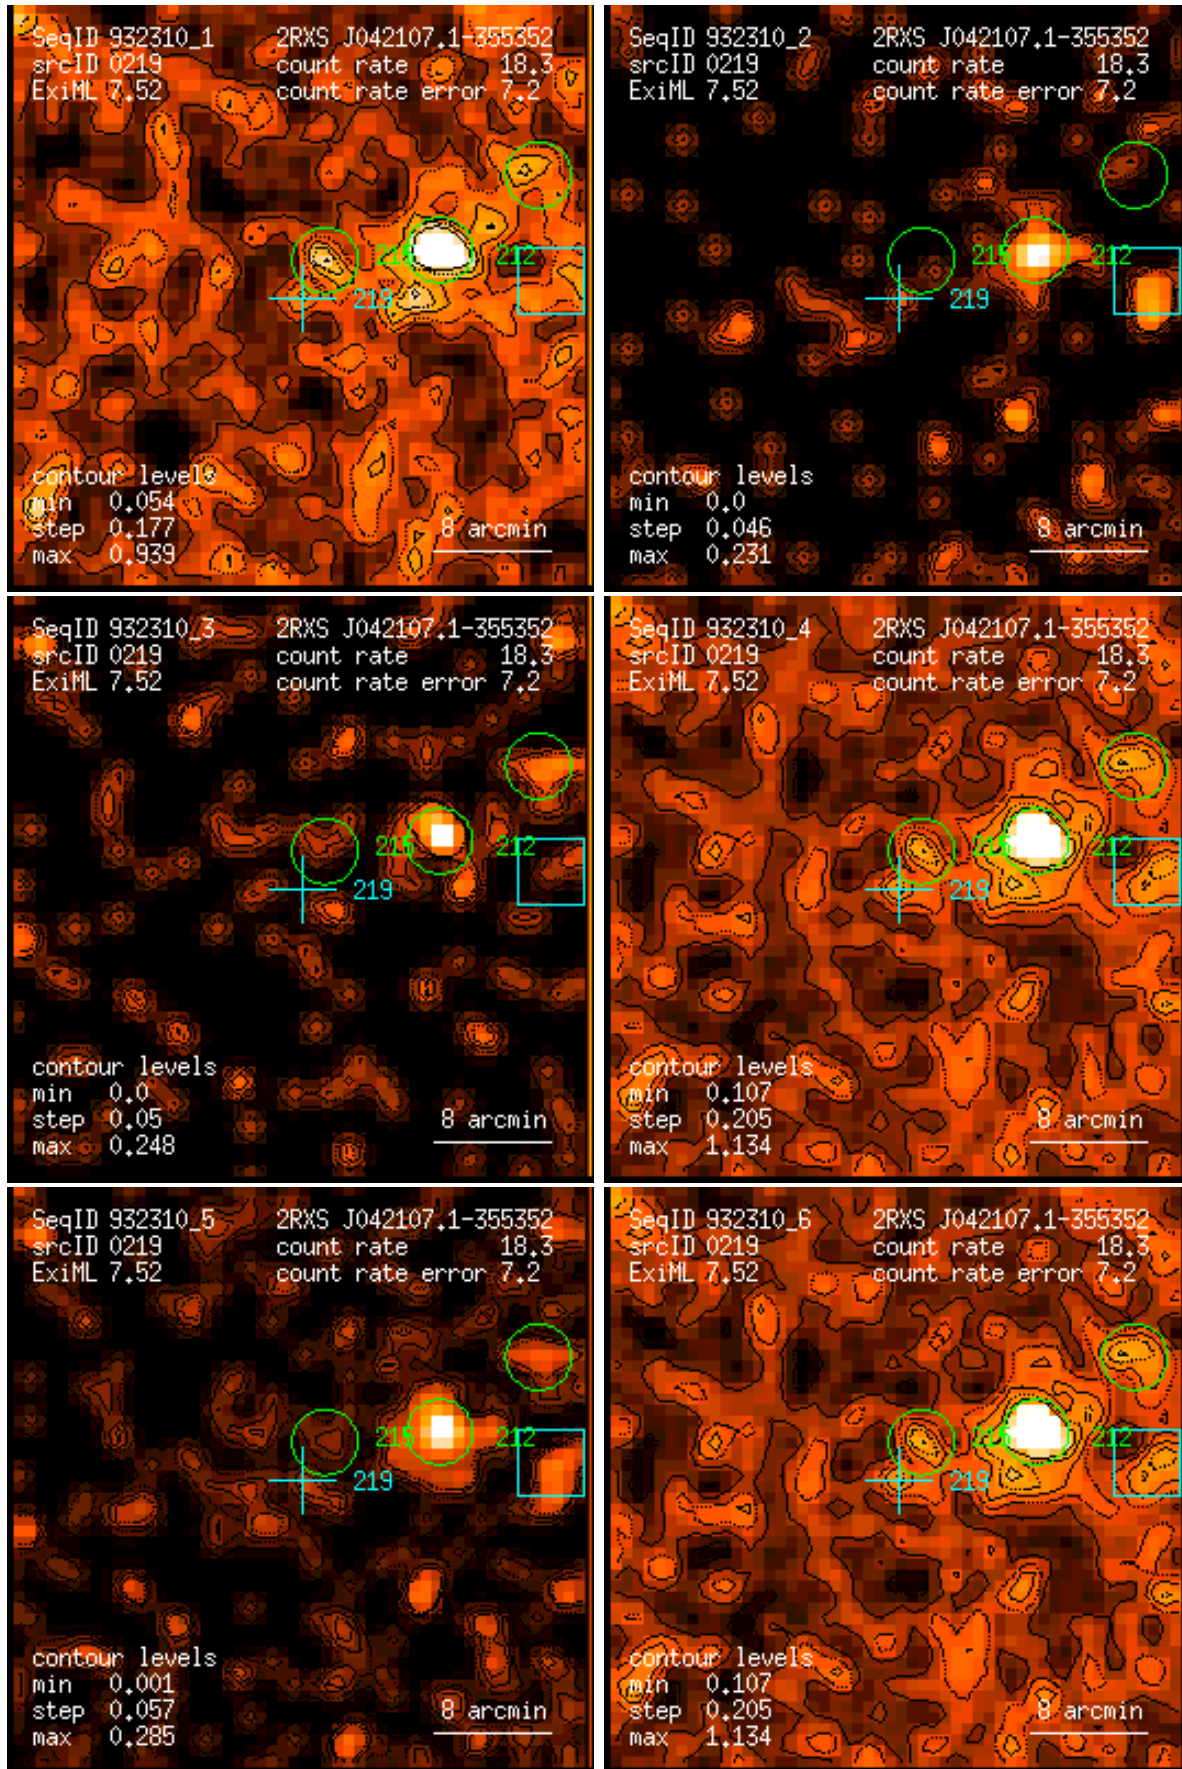 SeqID 932310_1 2RXS J042107.1-355352
srcID 0219 count rate 18.3
ExiML 7.52 count rate error 7.2
215 212
219
contour levels
min 0.054
step 0.177 8 arcmin
max 0.939
SeqID 932310_2 2RXS J042107.1-355352
srcID 0219 count rate 18.3
ExiML 7.52 count rate error 7.2
215 212
219
contour levels
min 0.0
step 0.046 8 arcmin
max 0.231
SeqID 932310_3 2RXS J042107.1-355352
srcID 0219 count rate 18.3
ExiML 7.52 count rate error 7.2
215 212
219
contour levels
min 0.0
step 0.05 8 arcmin
max 0.248
SeqID 932310_4 2RXS J042107.1-355352
srcID 0219 count rate 18.3
ExiML 7.52 count rate error 7.2
215 212
219
contour levels
min 0.107
step 0.205 8 arcmin
max 1.134
SeqID 932310_5 2RXS J042107.1-355352
srcID 0219 count rate 18.3
ExiML 7.52 count rate error 7.2
215 212
219
contour levels
min 0.001
step 0.057 8 arcmin
max 0.285
SeqID 932310_6 2RXS J042107.1-355352
srcID 0219 count rate 18.3
ExiML 7.52 count rate error 7.2
215 212
219
contour levels
min 0.107
step 0.205 8 arcmin
max 1.134